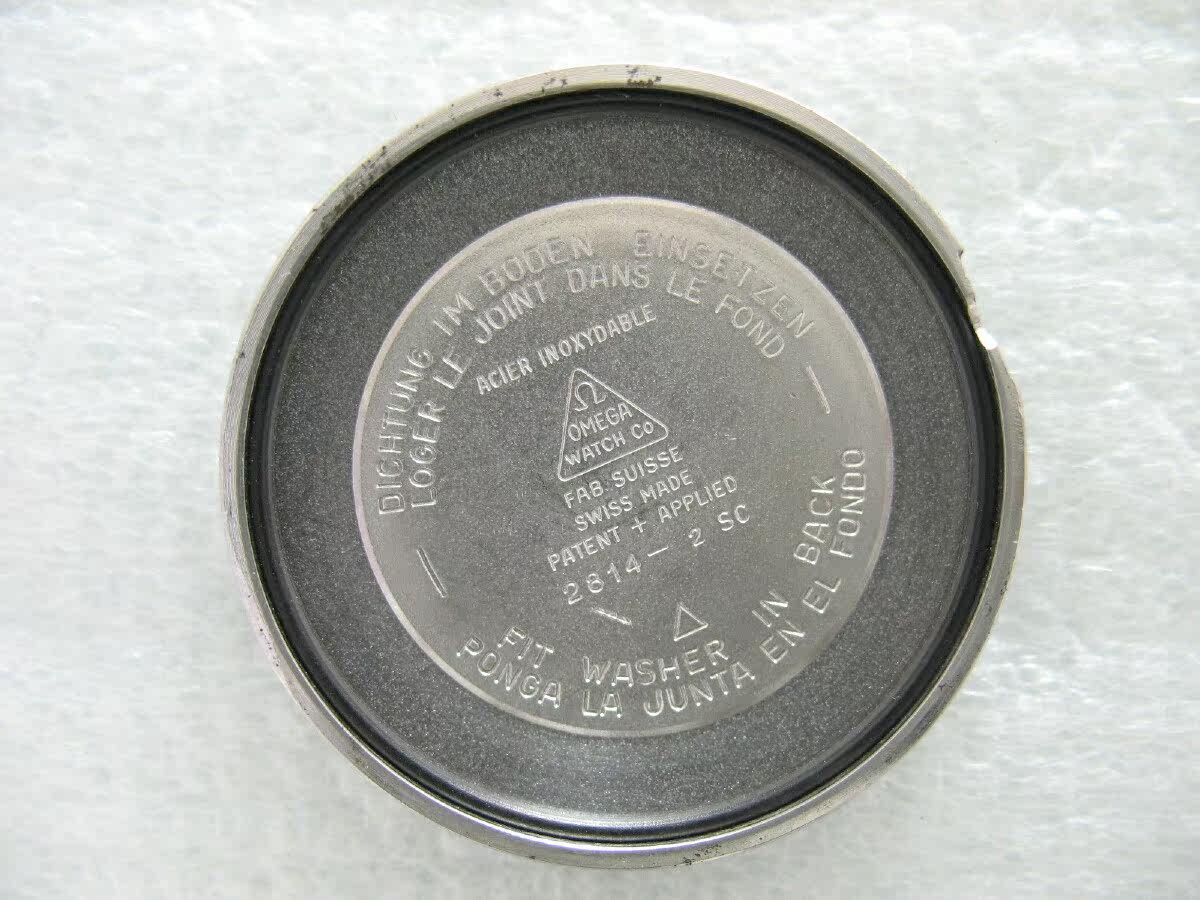 DICHTUNG IM BODEN EINSETZEN
LOGER LE JOINT DANS LE FOND
ACIER INOXYDABLE
Ω
OMEGA
WATCH Co
FAB. SUISSE
SWISS MADE
PATENT + APPLIED
2814 - 2 SC
FIT WASHER IN BACK
PONGA LA JUNTA EN EL FONDO